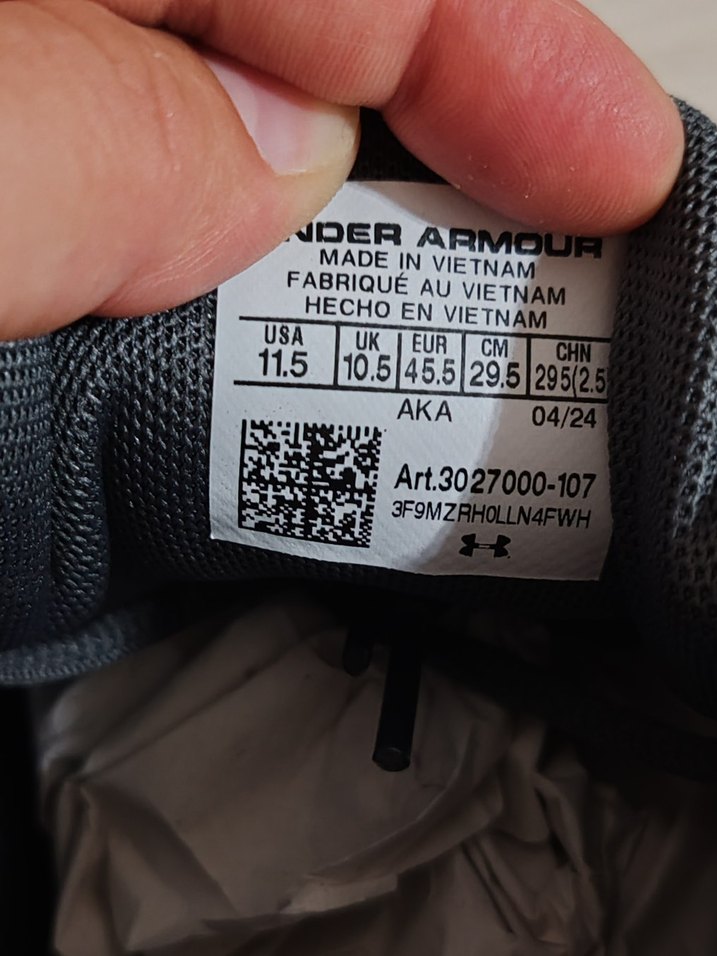 NDER ARMOUR
MADE IN VIETNAM
FABRIQUÉ AU VIETNAM
HECHO EN VIETNAM
USA UK EUR CM CHN
11.5 10.5 45.5 29.5 295(2.5
AKA 04/24
Art.3027000-107
3F9MZRH0LLN4FWH